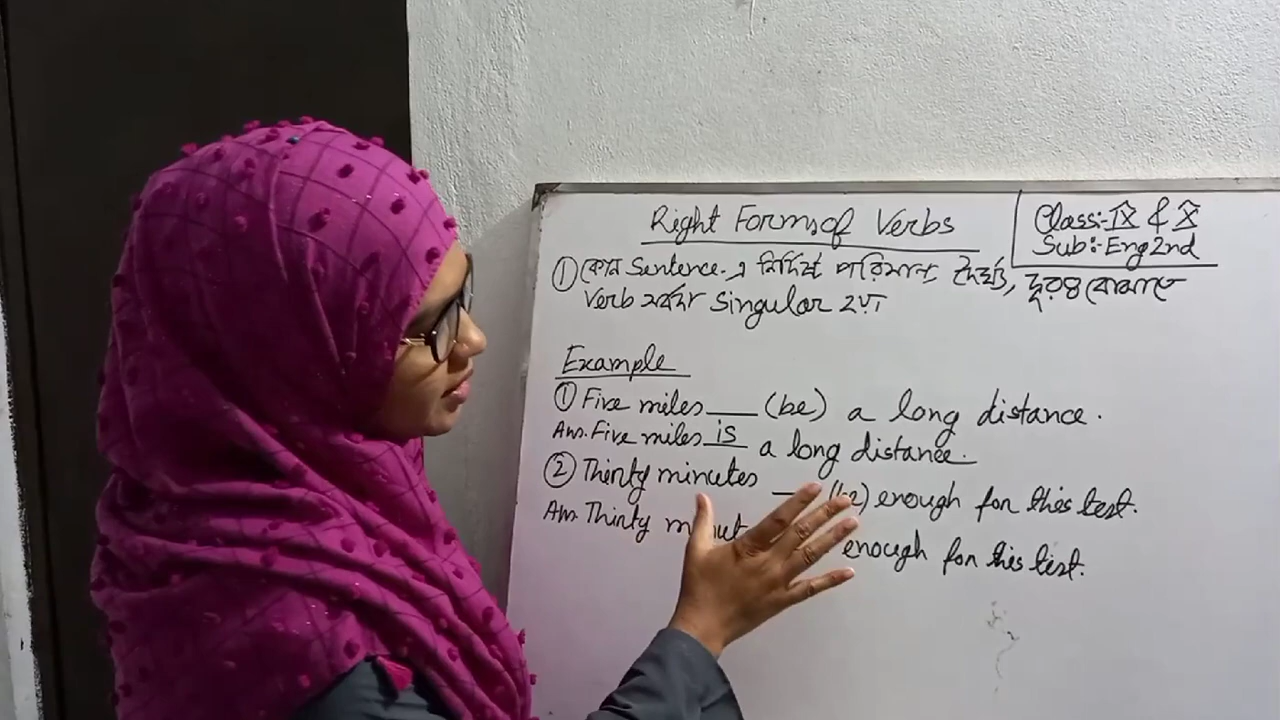 Right Forms of Verbs
Class:- IX & X
Sub:- Eng 2nd
① কোন Sentence-এ নির্দিষ্ট পরিমাণ, দৈর্ঘ্য, দূরত্ব বোঝাতে
Verb সর্বদা Singular হয়
Example
① Five miles ___ (be) a long distance.
Ans. Five miles is a long distance.
② Thirty minutes ___ (be) enough for this test.
Ans. Thirty enough for this test.